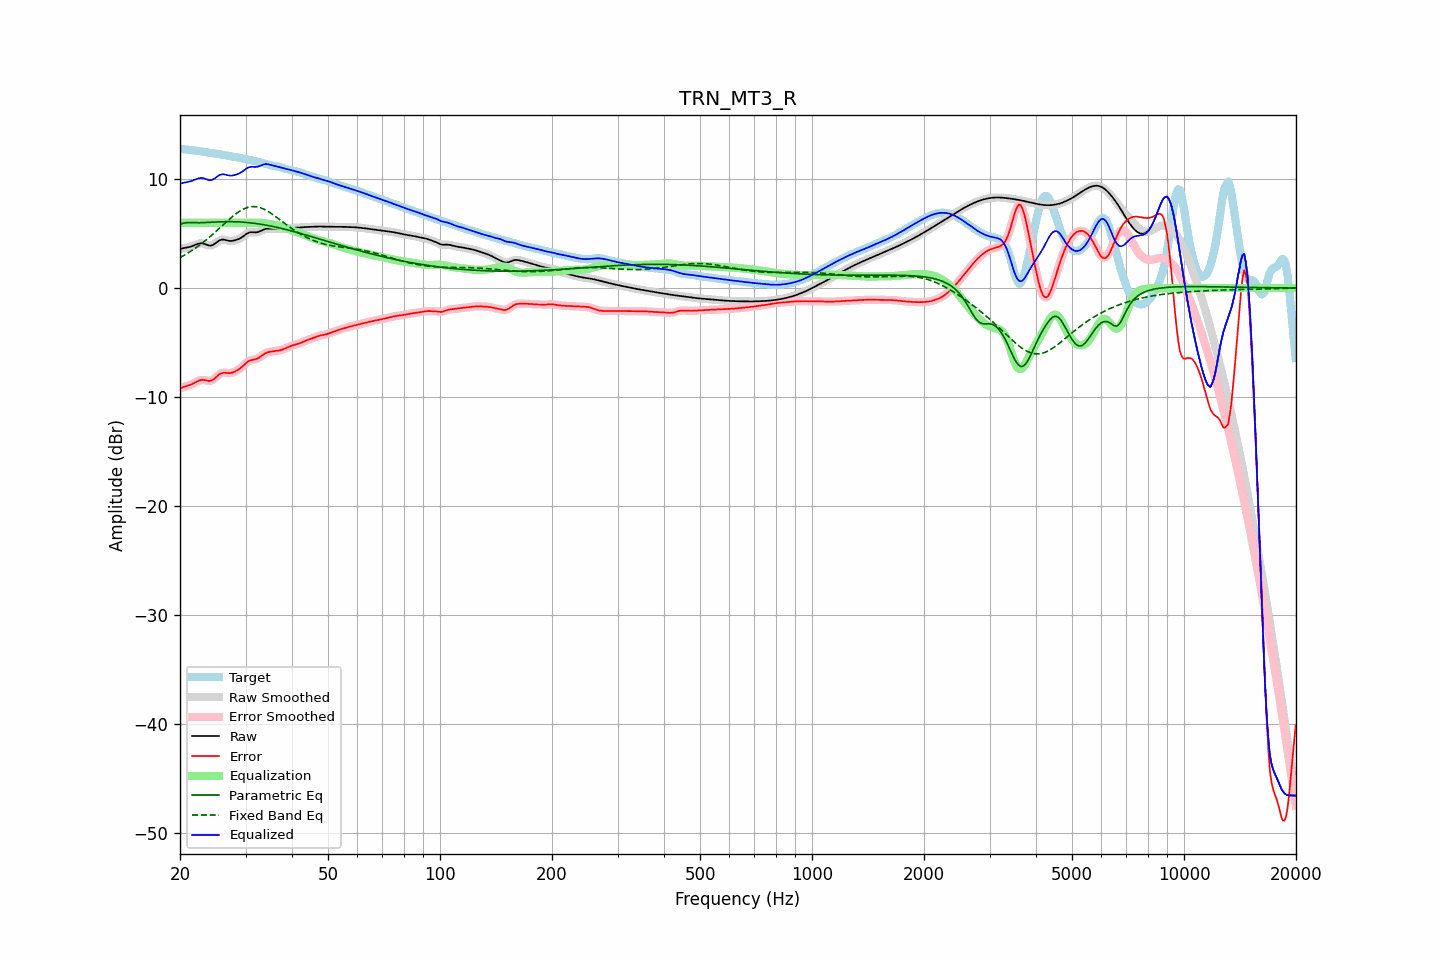 TRN_MT3_R
Amplitude (dBr)
10
0
−10
−20
−30
−40
−50
Target
Raw Smoothed
Error Smoothed
Raw
Error
Equalization
Parametric Eq
Fixed Band Eq
Equalized
20
50
100
200
500
1000
2000
5000
10000
20000
Frequency (Hz)